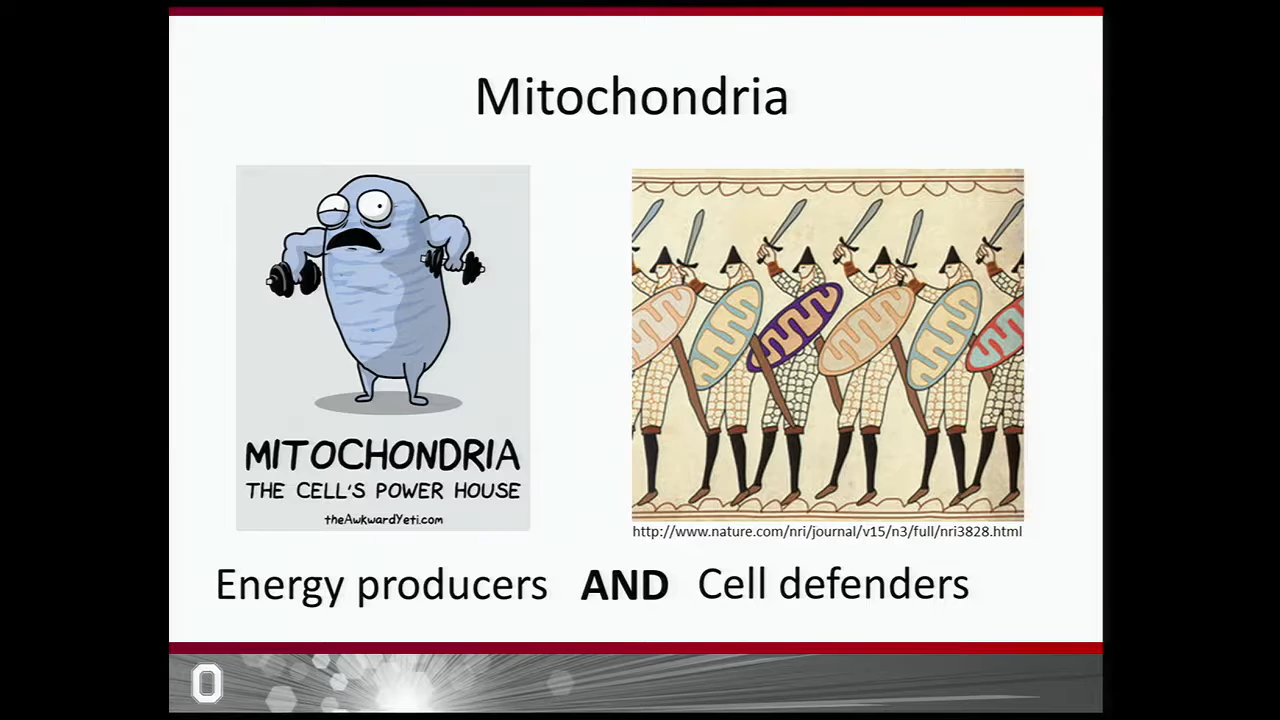 Mitochondria
MITOCHONDRIA
THE CELL'S POWER HOUSE
theAwkwardYeti.com
http://www.nature.com/nri/journal/v15/n3/full/nri3828.html
Energy producers AND Cell defenders
O